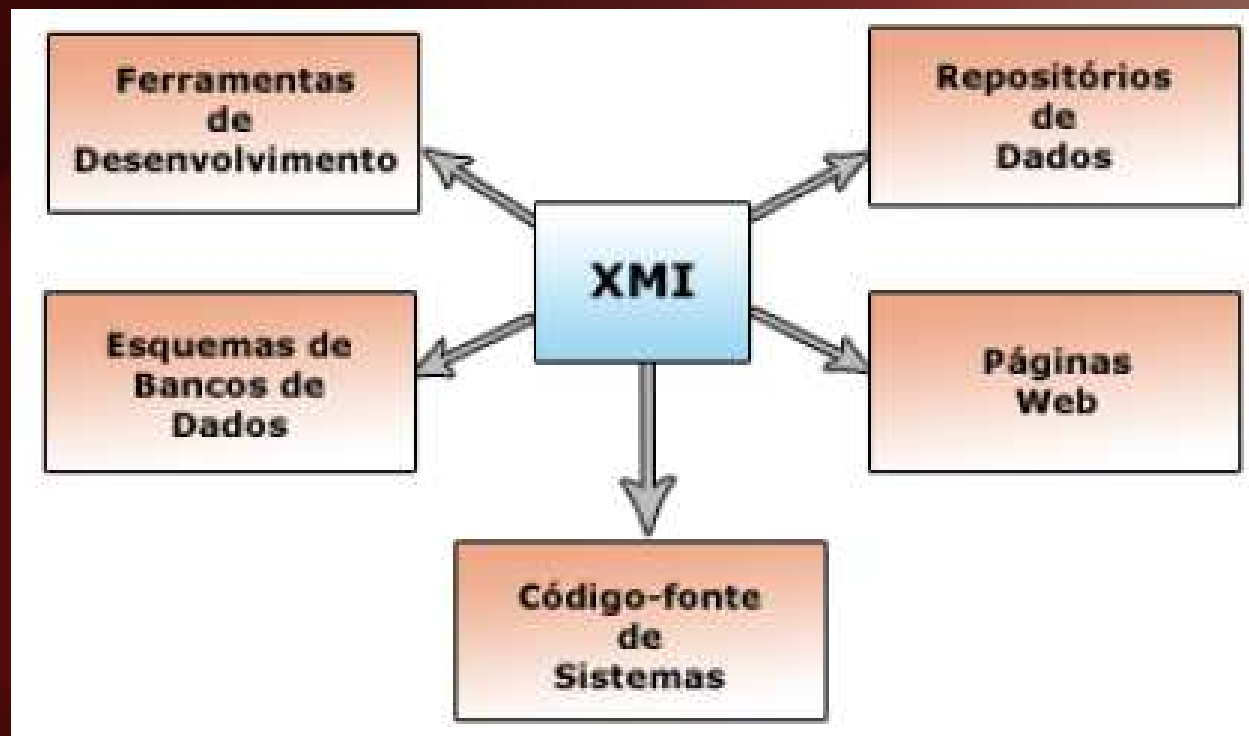 Ferramentas
de
Desenvolvimento
Repositórios
de
Dados
XMI
Esquemas de
Bancos de
Dados
Páginas
Web
Código-fonte
de
Sistemas